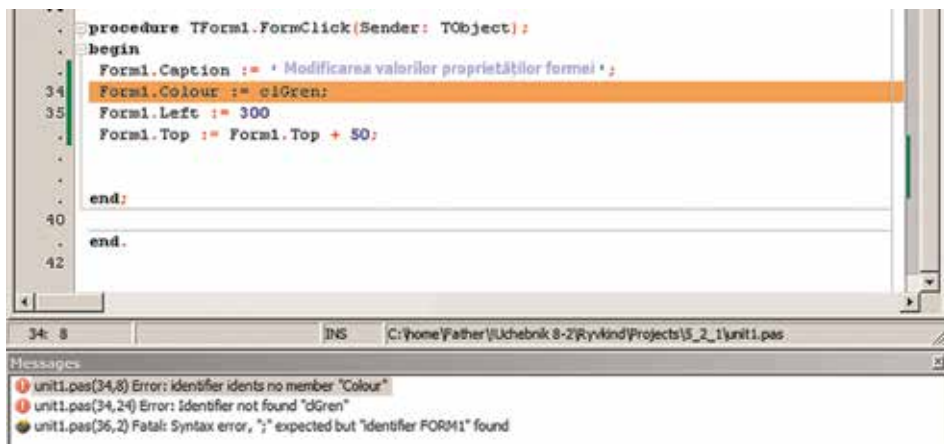 procedure TForm1.FormClick(Sender: TObject);
begin
Form1.Caption := ' Modificarea valorilor proprietăților formei ';
34 Form1.Colour := clGren;
35 Form1.Left := 300
Form1.Top := Form1.Top + 50;
end;
40
end.
42
34: 8 INS C:\home\Father\Uchebnik 8-2\Ryvkind\Projects\5_2_1\unit1.pas
Messages
unit1.pas(34,8) Error: identifier idents no member "Colour"
unit1.pas(34,24) Error: Identifier not found "clGren"
unit1.pas(36,2) Fatal: Syntax error, ";" expected but "identifier FORM1" found